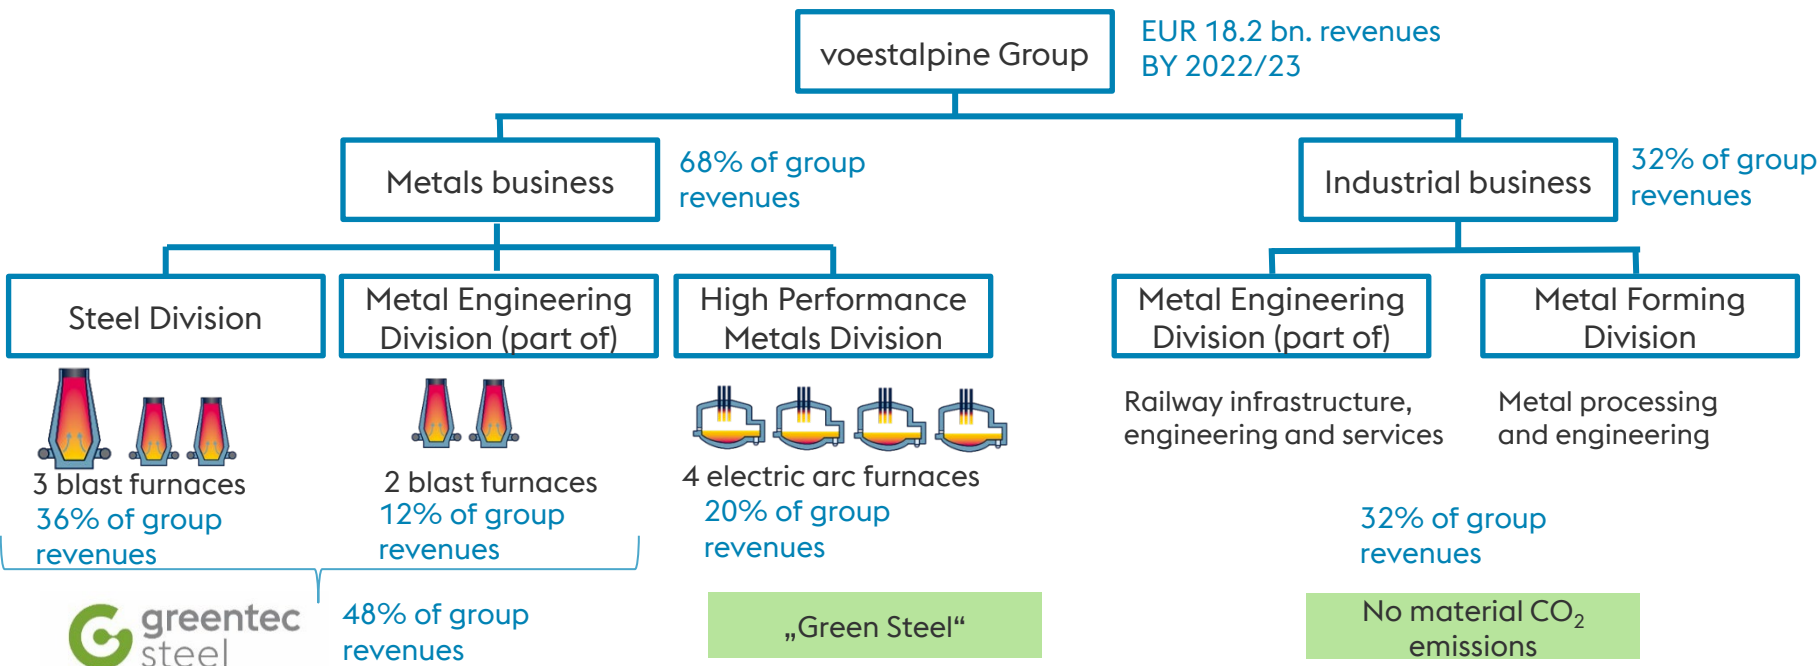 voestalpine Group
EUR 18.2 bn. revenues
BY 2022/23
Metals business
68% of group
revenues
Industrial business
32% of group
revenues
Steel Division
Metal Engineering
Division (part of)
High Performance
Metals Division
Metal Engineering
Division (part of)
Metal Forming
Division
3 blast furnaces
36% of group
revenues
2 blast furnaces
12% of group
revenues
4 electric arc furnaces
20% of group
revenues
Railway infrastructure,
engineering and services
Metal processing
and engineering
32% of group
revenues
greentec
steel
48% of group
revenues
„Green Steel“
No material CO₂
emissions